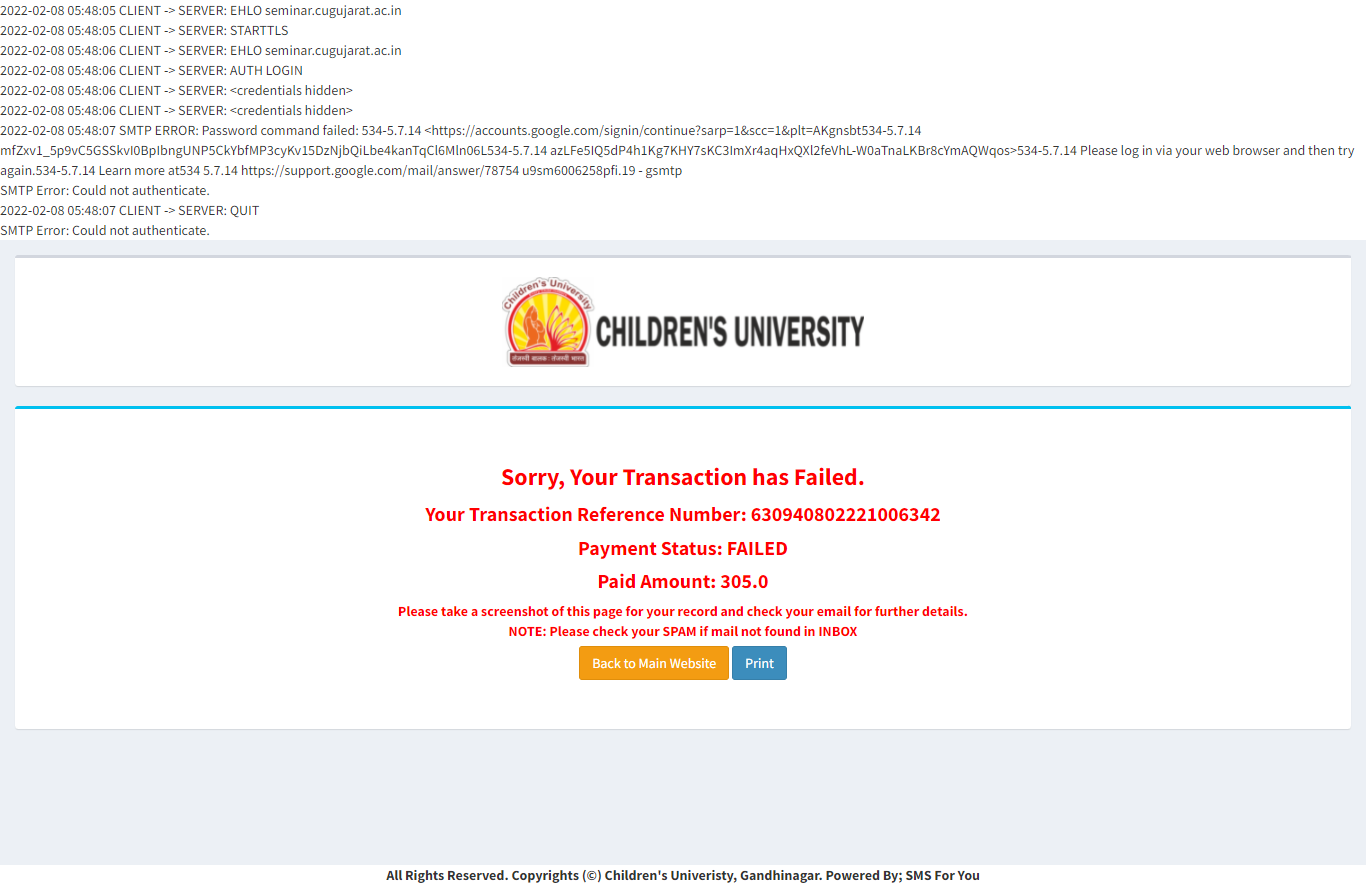 2022-02-08 05:48:05 CLIENT -> SERVER: EHLO seminar.cugujarat.ac.in
2022-02-08 05:48:05 CLIENT -> SERVER: STARTTLS
2022-02-08 05:48:06 CLIENT -> SERVER: EHLO seminar.cugujarat.ac.in
2022-02-08 05:48:06 CLIENT -> SERVER: AUTH LOGIN
2022-02-08 05:48:06 CLIENT -> SERVER: <credentials hidden>
2022-02-08 05:48:06 CLIENT -> SERVER: <credentials hidden>
2022-02-08 05:48:07 SMTP ERROR: Password command failed: 534-5.7.14 <https://accounts.google.com/signin/continue?sarp=1&scc=1&plt=AKgnsbt534-5.7.14
mfZxv1_5p9vC5GSSkvI0BpIbngUNP5CkYbfMP3cyKv15DzNjbQiLbe4kanTqCl6Mln06L534-5.7.14 azLFe5IQ5dP4h1Kg7KHY7sKC3ImXr4aqHxQXl2feVhL-W0aTnaLKBr8cYmAQWqos>534-5.7.14 Please log in via your web browser and then try
again.534-5.7.14 Learn more at534 5.7.14 https://support.google.com/mail/answer/78754 u9sm6006258pfi.19 - gsmtp
SMTP Error: Could not authenticate.
2022-02-08 05:48:07 CLIENT -> SERVER: QUIT
SMTP Error: Could not authenticate.
Children's University
तेजस्वी बालक : तेजस्वी भारत
CHILDREN'S UNIVERSITY
Sorry, Your Transaction has Failed.
Your Transaction Reference Number: 630940802221006342
Payment Status: FAILED
Paid Amount: 305.0
Please take a screenshot of this page for your record and check your email for further details.
NOTE: Please check your SPAM if mail not found in INBOX
Back to Main Website Print
All Rights Reserved. Copyrights (©) Children's Univeristy, Gandhinagar. Powered By; SMS For You